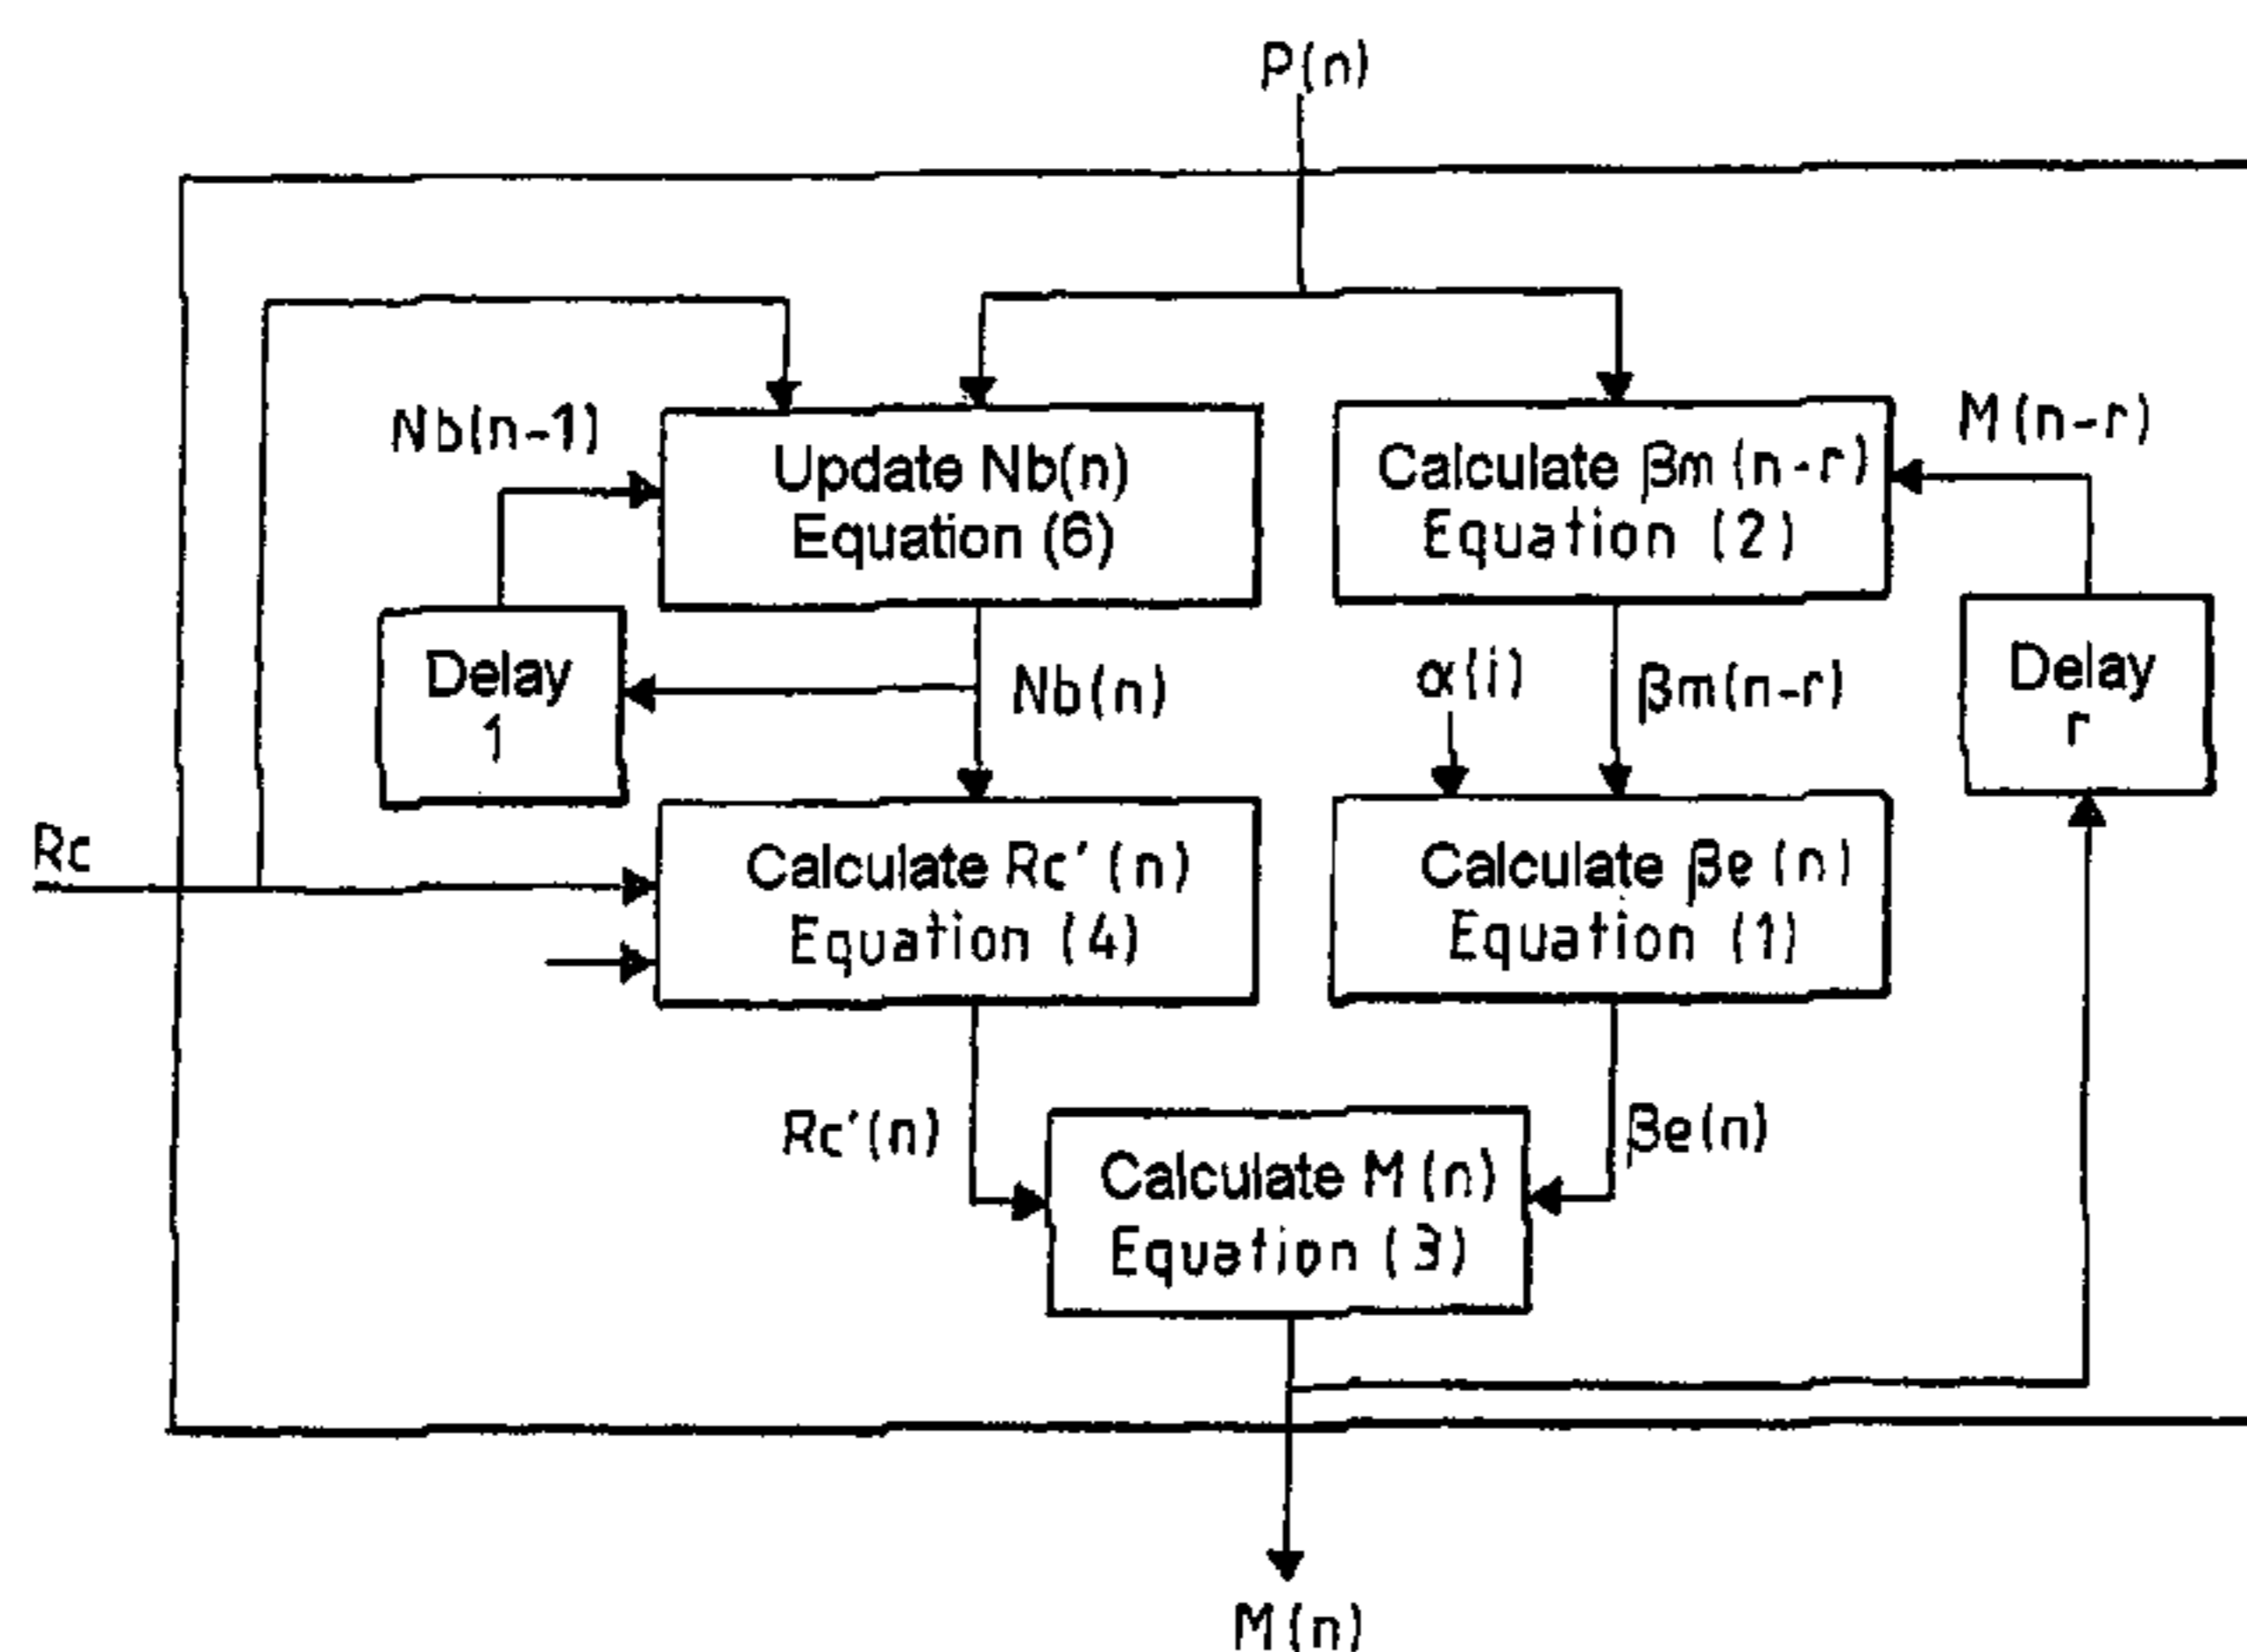 P(n)
Nb(n-1)
Update Nb(n)
Equation (6)
Calculate βm(n-r)
Equation (2)
M(n-r)
Delay
1
Nb(n)
α(i)
βm(n-r)
Delay
r
Rc
Calculate Rc'(n)
Equation (4)
Calculate βe(n)
Equation (1)
Rc'(n)
Calculate M(n)
Equation (3)
βe(n)
M(n)